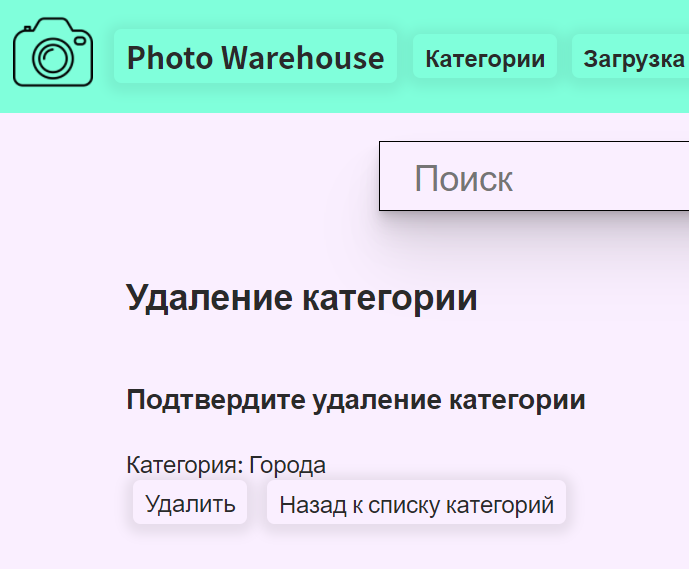 Photo Warehouse Категории Загрузка
Поиск
Удаление категории
Подтвердите удаление категории
Категория: Города
Удалить Назад к списку категорий